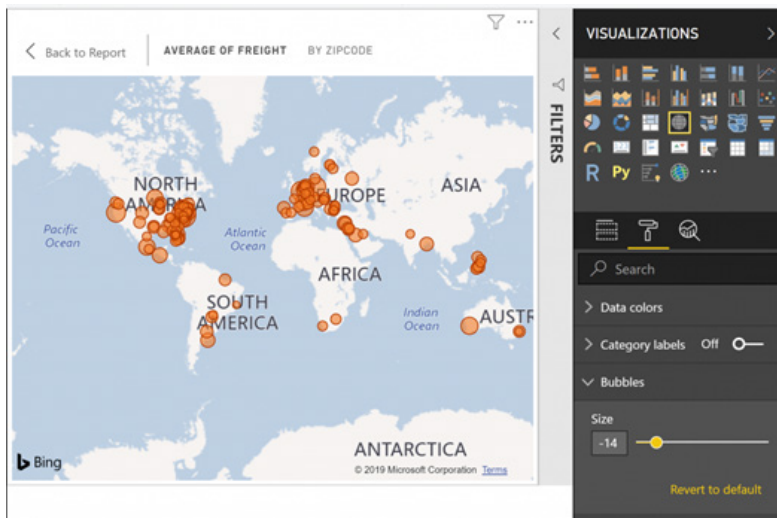 Back to Report
AVERAGE OF FREIGHT
BY ZIPCODE
NORTH
AMERICA
EUROPE
ASIA
Pacific
Ocean
Atlantic
Ocean
AFRICA
SOUTH
AMERICA
Indian
Ocean
AUSTR
ANTARCTICA
Bing
© 2019 Microsoft Corporation Terms
FILTERS
VISUALIZATIONS
R Py
Search
Data colors
Category labels Off
Bubbles
Size
-14
Revert to default